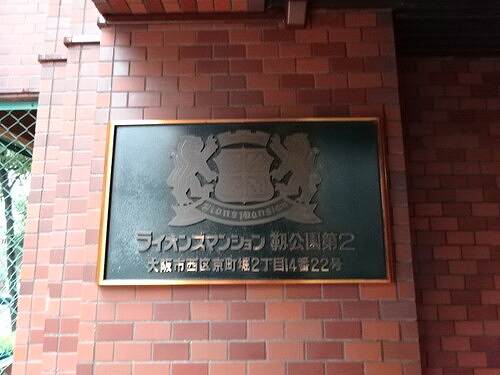 Lions Mansion
ライオンズマンション 靱公園第2
大阪市西区京町堀2丁目14番22号